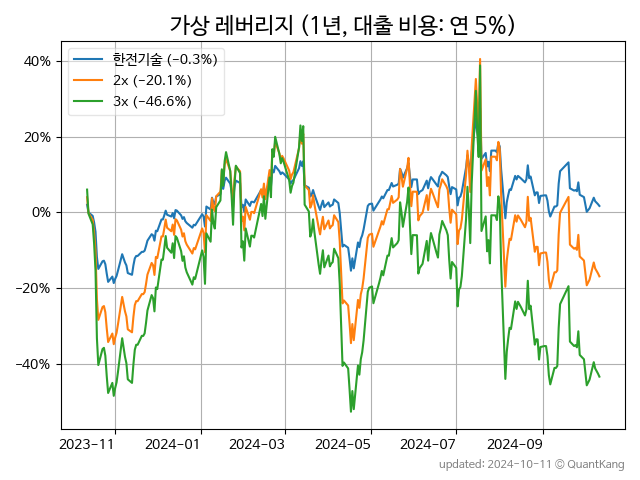 가상 레버리지 (1년, 대출 비용: 연 5%)
한전기술 (−0.3%)
2x (−20.1%)
3x (−46.6%)
40%
20%
0%
−20%
−40%
2023-11
2024-01
2024-03
2024-05
2024-07
2024-09
updated: 2024-10-11 © QuantKang